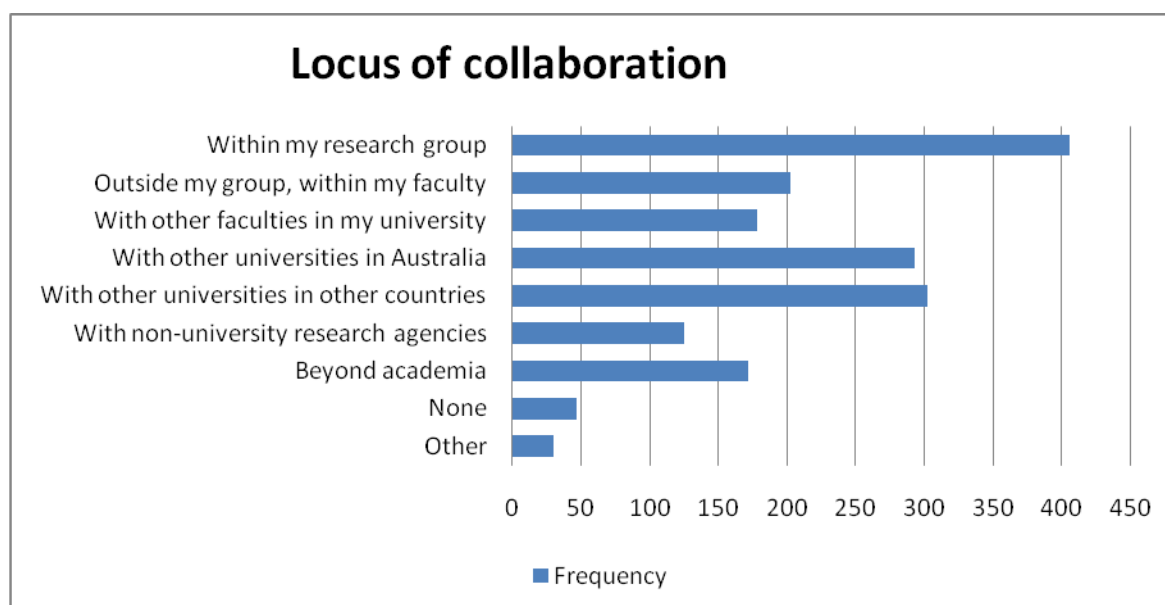 Locus of collaboration
Within my research group
Outside my group, within my faculty
With other faculties in my university
With other universities in Australia
With other universities in other countries
With non-university research agencies
Beyond academia
None
Other
0 50 100 150 200 250 300 350 400 450
Frequency